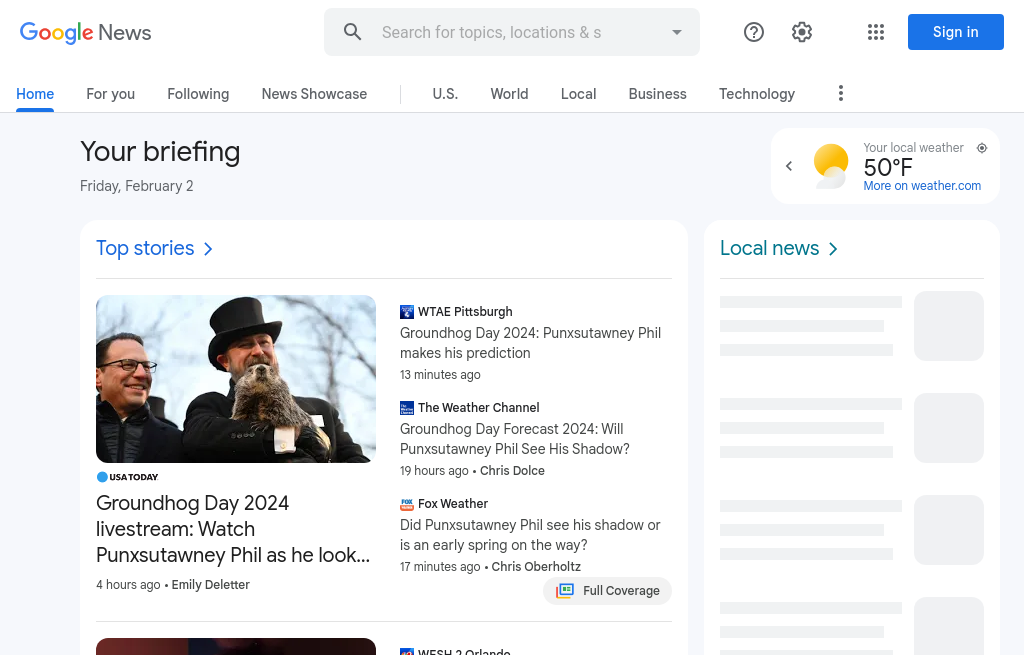 Google News
Search for topics, locations & s
Sign in
Home
For you
Following
News Showcase
U.S.
World
Local
Business
Technology
Your briefing
Friday, February 2
Your local weather
50°F
More on weather.com
Top stories
USA TODAY
Groundhog Day 2024
livestream: Watch
Punxsutawney Phil as he look...
4 hours ago • Emily Deletter
WTAE Pittsburgh
Groundhog Day 2024: Punxsutawney Phil
makes his prediction
13 minutes ago
The Weather Channel
Groundhog Day Forecast 2024: Will
Punxsutawney Phil See His Shadow?
19 hours ago • Chris Dolce
Fox Weather
Did Punxsutawney Phil see his shadow or
is an early spring on the way?
17 minutes ago • Chris Oberholtz
Full Coverage
WESH 2 Orlando
Local news